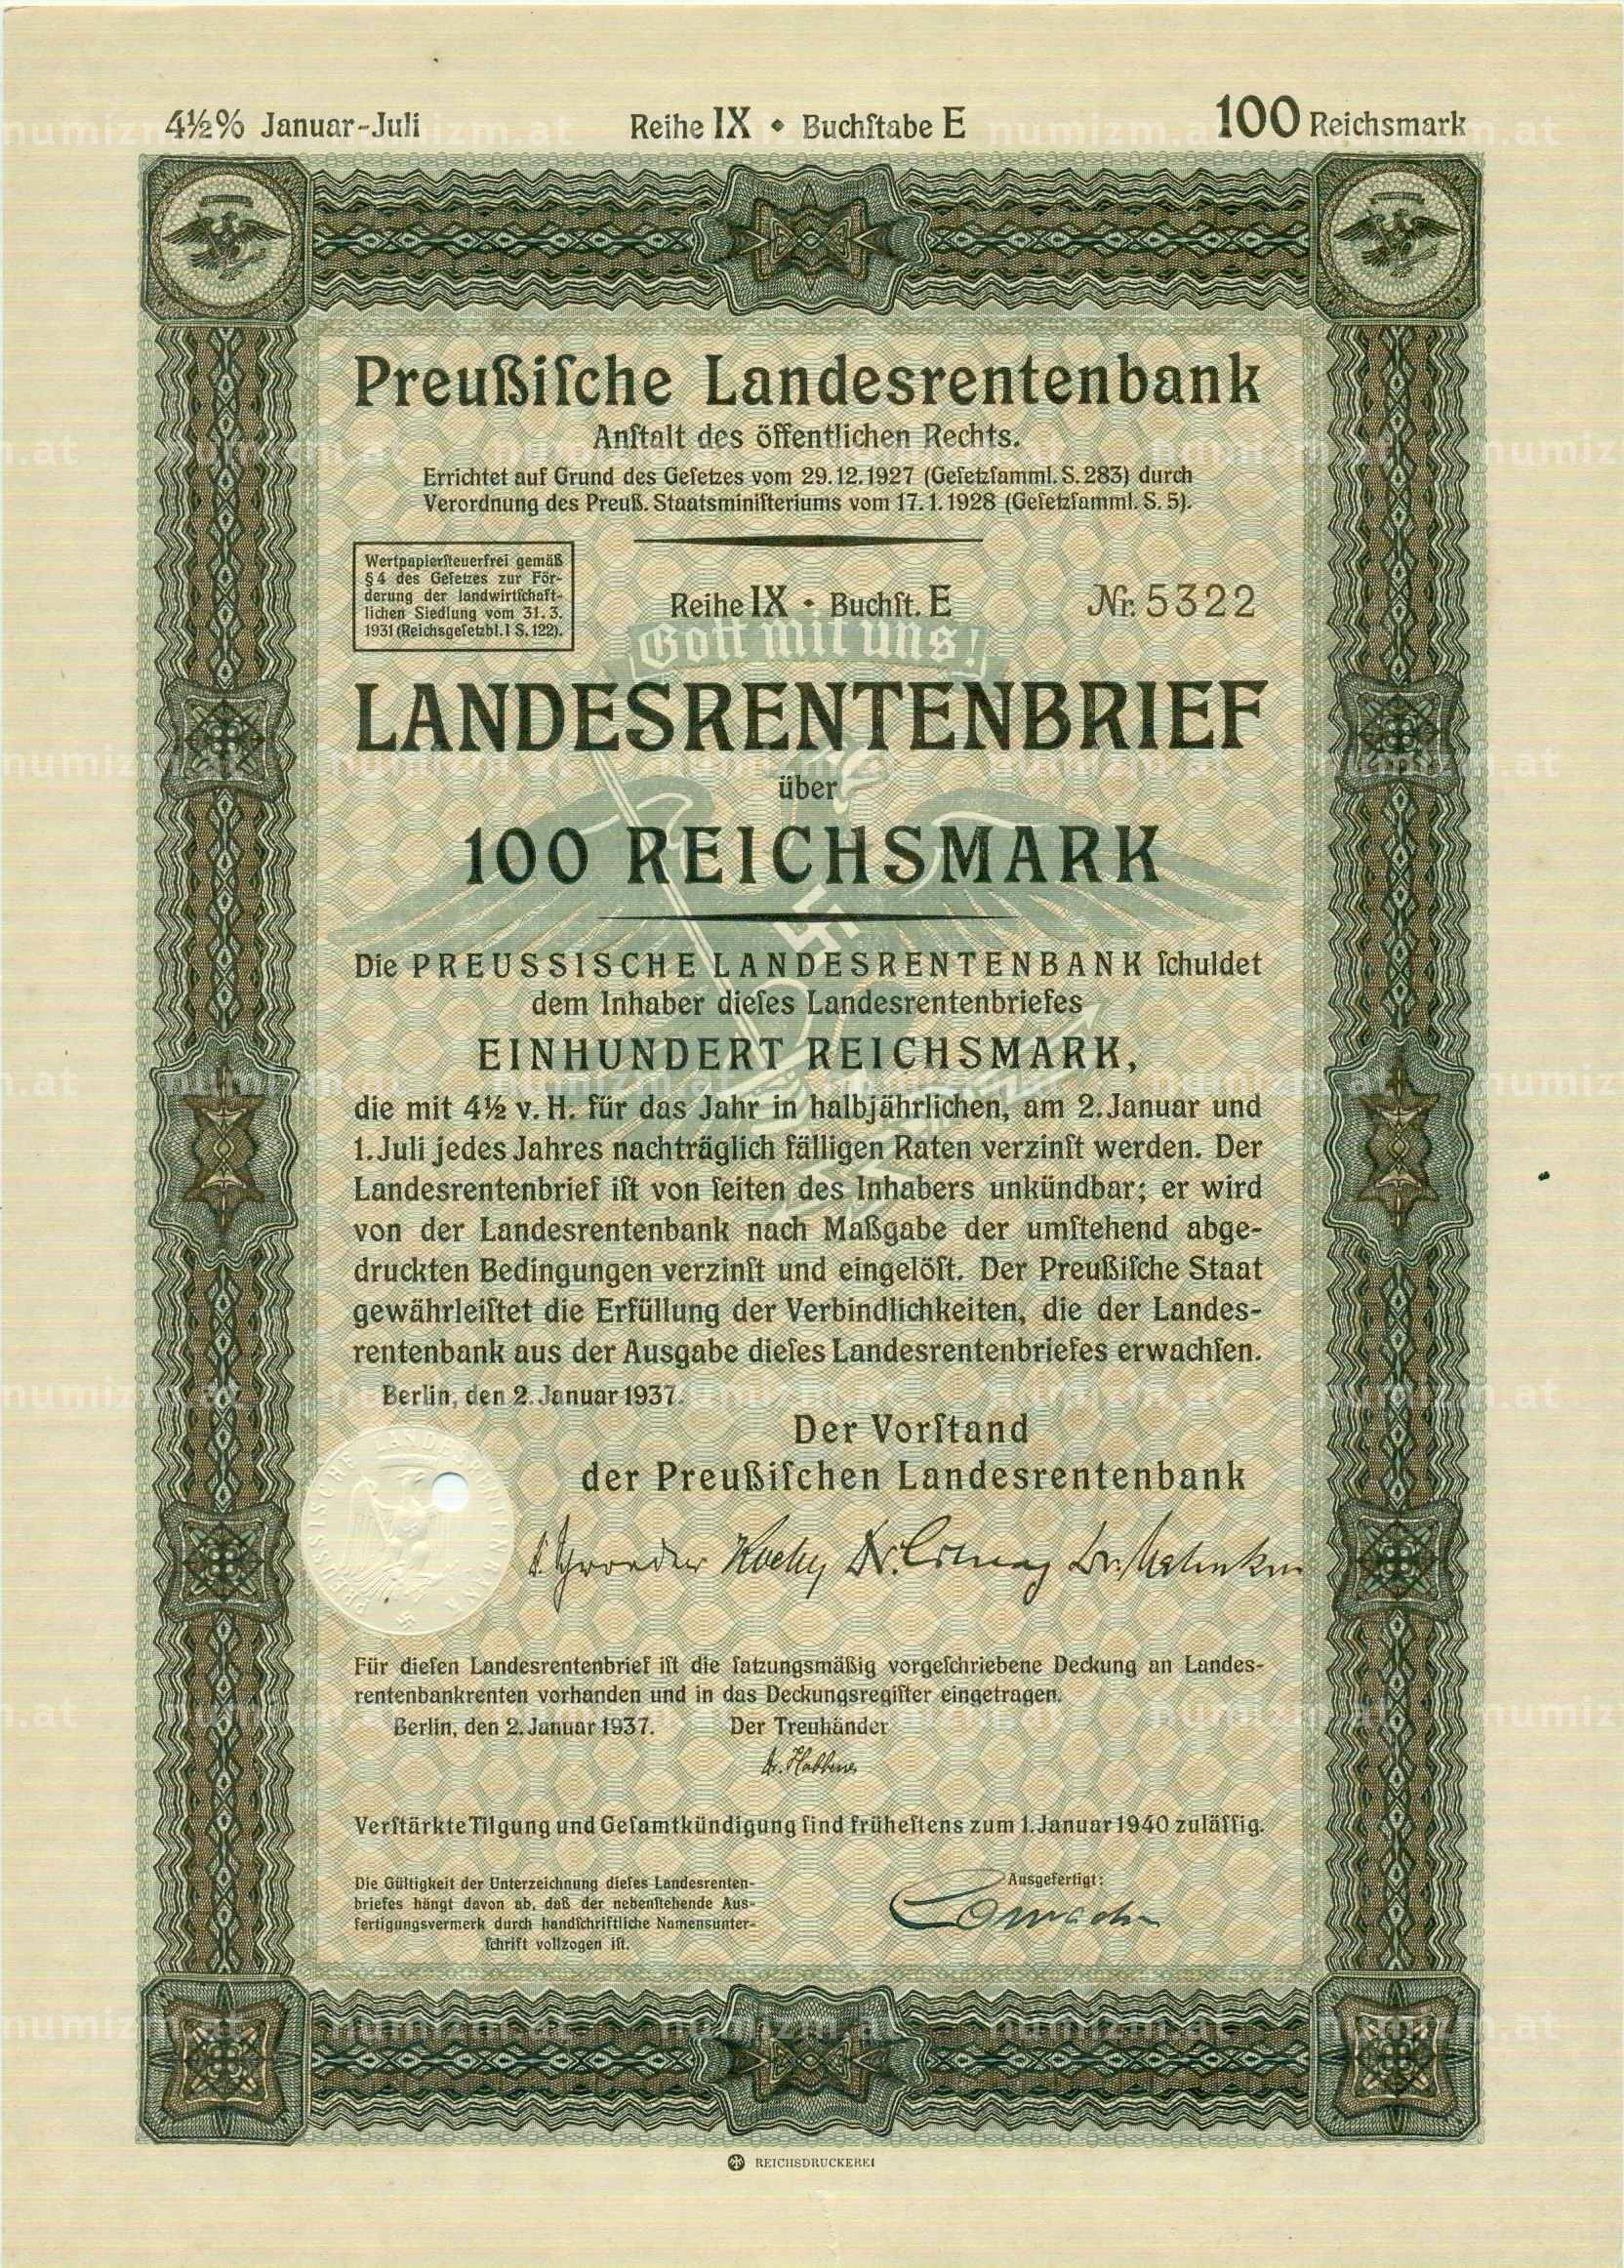 4½% Januar-Juli
Reihe IX • Buchſtabe E
100 Reichsmark
Preußiſche Landesrentenbank
Anſtalt des öffentlichen Rechts.
Errichtet auf Grund des Geſetzes vom 29.12.1927 (Geſetzſamml. S. 283) durch
Verordnung des Preuß. Staatsminiſteriums vom 17.1.1928 (Geſetzſamml. S. 5).
Wertpapierſteuerfrei gemäß
§ 4 des Geſetzes zur För-
derung der landwirtſchaft-
lichen Siedlung vom 31.3.
1931 (Reichsgeſetzbl. I S. 122).
Reihe IX • Buchſt. E
Nr. 5322
Gott mit uns!
LANDESRENTENBRIEF
über
100 REICHSMARK
Die PREUSSISCHE LANDESRENTENBANK ſchuldet
dem Inhaber dieſes Landesrentenbriefes
EINHUNDERT REICHSMARK,
die mit 4½ v. H. für das Jahr in halbjährlichen, am 2. Januar und
1. Juli jedes Jahres nachträglich fälligen Raten verzinſt werden. Der
Landesrentenbrief iſt von ſeiten des Inhabers unkündbar; er wird
von der Landesrentenbank nach Maßgabe der umſtehend abge-
druckten Bedingungen verzinſt und eingelöſt. Der Preußiſche Staat
gewährleiſtet die Erfüllung der Verbindlichkeiten, die der Landes-
rentenbank aus der Ausgabe dieſes Landesrentenbriefes erwachſen.
Berlin, den 2. Januar 1937.
Der Vorſtand
der Preußiſchen Landesrentenbank
PREUSSISCHE LANDESRENTENBANK
Für dieſen Landesrentenbrief iſt die ſatzungsmäßig vorgeſchriebene Deckung an Landes-
rentenbankrenten vorhanden und in das Deckungsregiſter eingetragen.
Berlin, den 2. Januar 1937.
Der Treuhänder
Verſtärkte Tilgung und Geſamtkündigung ſind früheſtens zum 1. Januar 1940 zuläſſig.
Die Gültigkeit der Unterzeichnung dieſes Landesrenten-
briefes hängt davon ab, daß der nebenſtehende Aus-
fertigungsvermerk durch handſchriftliche Namensunter-
ſchrift vollzogen iſt.
Ausgefertigt:
REICHSDRUCKEREI
numizm.at